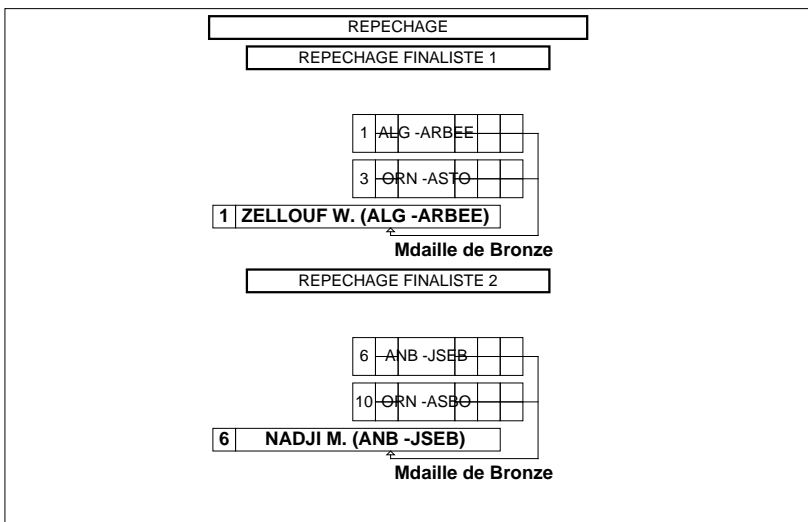 REPECHAGE
REPECHAGE FINALISTE 1
1 ALG -ARBEE
3 ORN -ASTO
1 ZELLOUF W. (ALG -ARBEE)
Mdaille de Bronze
REPECHAGE FINALISTE 2
6 ANB -JSEB
10 ORN -ASBO
6 NADJI M. (ANB -JSEB)
Mdaille de Bronze